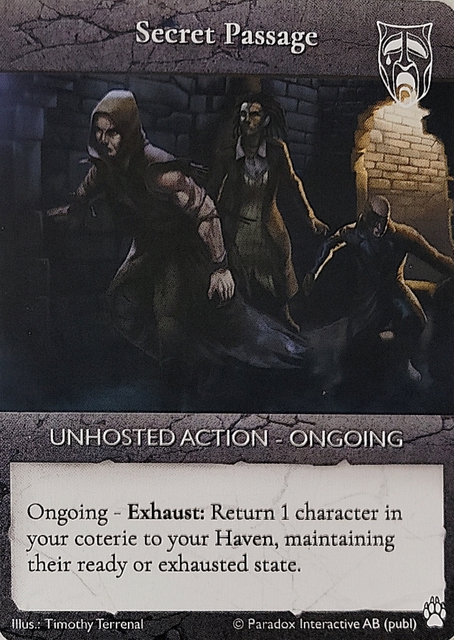 Secret Passage
UNHOSTED ACTION - ONGOING
Ongoing - Exhaust: Return 1 character in
your coterie to your Haven, maintaining
their ready or exhausted state.
Illus.: Timothy Terrenal © Paradox Interactive AB (publ)